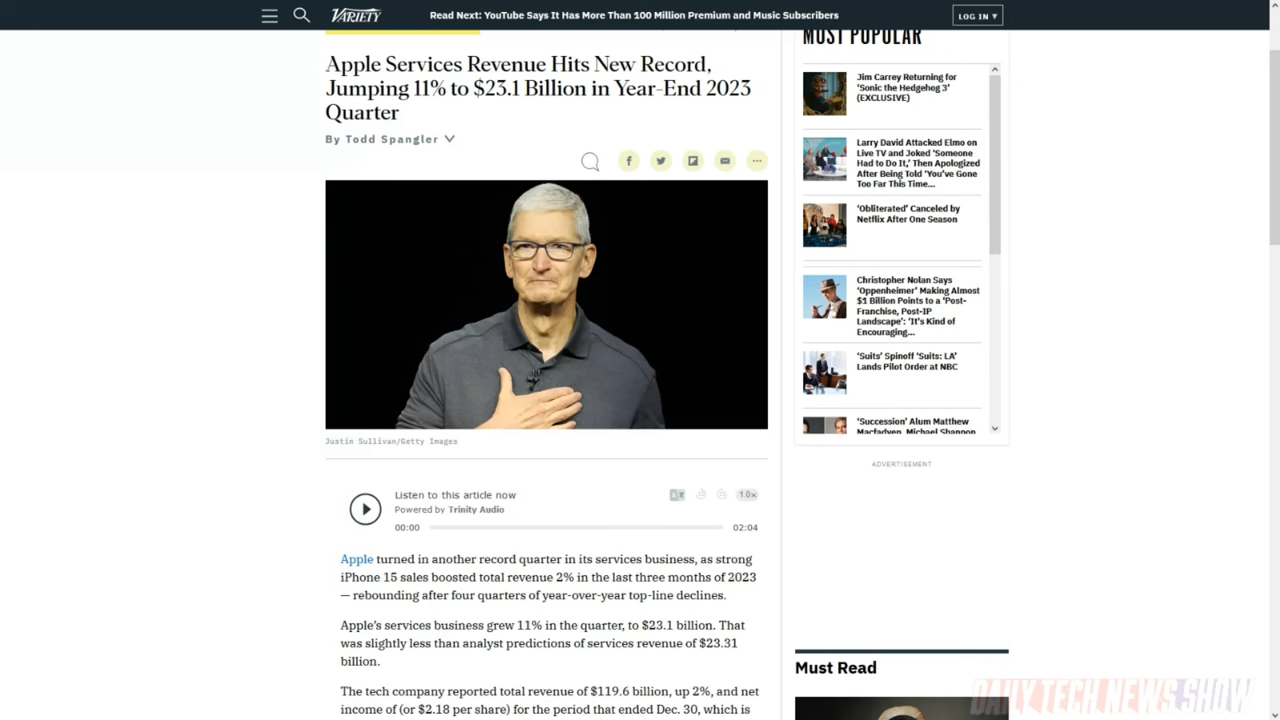 VARIETY
Read Next: YouTube Says It Has More Than 100 Million Premium and Music Subscribers
LOG IN ▾
Apple Services Revenue Hits New Record,
Jumping 11% to $23.1 Billion in Year-End 2023
Quarter
By Todd Spangler
Justin Sullivan/Getty Images
Listen to this article now
Powered by Trinity Audio
1.0x
00:00
02:04
Apple turned in another record quarter in its services business, as strong
iPhone 15 sales boosted total revenue 2% in the last three months of 2023
— rebounding after four quarters of year-over-year top-line declines.
Apple’s services business grew 11% in the quarter, to $23.1 billion. That
was slightly less than analyst predictions of services revenue of $23.31
billion.
The tech company reported total revenue of $119.6 billion, up 2%, and net
income of (or $2.18 per share) for the period that ended Dec. 30, which is
MOST POPULAR
Jim Carrey Returning for
‘Sonic the Hedgehog 3’
(EXCLUSIVE)
Larry David Attacked Elmo on
Live TV and Joked ‘Someone
Had to Do It,’ Then Apologized
After Being Told ‘You’ve Gone
Too Far This Time...
‘Obliterated’ Canceled by
Netflix After One Season
Christopher Nolan Says
‘Oppenheimer’ Making Almost
$1 Billion Points to a ‘Post-
Franchise, Post-IP
Landscape’: ‘It’s Kind of
Encouraging...
‘Suits’ Spinoff ‘Suits: LA’
Lands Pilot Order at NBC
‘Succession’ Alum Matthew
Macfadyen, Michael Shannon
ADVERTISEMENT
Must Read
DAILY TECH NEWS SHOW